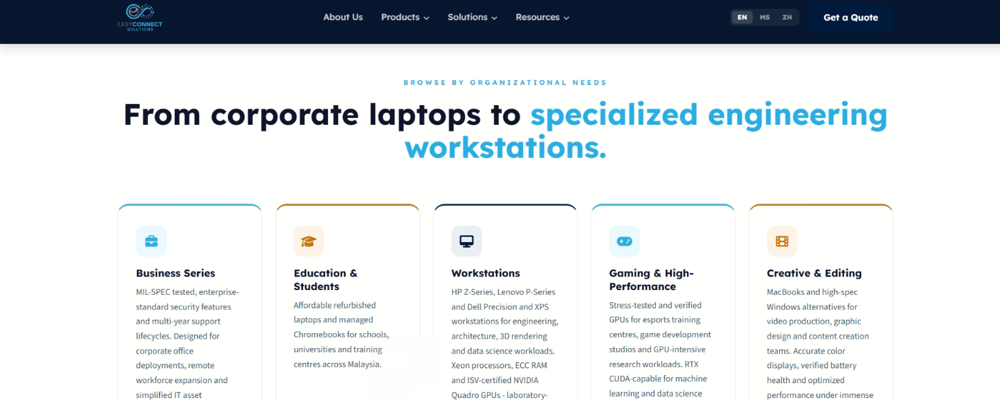 EASYCONNECT
SOLUTIONS
About Us
Products
Solutions
Resources
EN
MS
ZH
Get a Quote
BROWSE BY ORGANIZATIONAL NEEDS
From corporate laptops to specialized engineering
workstations.
Business Series
MIL-SPEC tested, enterprise-
standard security features
and multi-year support
lifecycles. Designed for
corporate office
deployments, remote
workforce expansion and
simplified IT asset
Education &
Students
Affordable refurbished
laptops and managed
Chromebooks for schools,
universities and training
centres across Malaysia.
Workstations
HP Z-Series, Lenovo P-Series
and Dell Precision and XPS
workstations for engineering,
architecture, 3D rendering
and data science workloads.
Xeon processors, ECC RAM
and ISV-certified NVIDIA
Quadro GPUs - laboratory-
Gaming & High-
Performance
Stress-tested and verified
GPUs for esports training
centres, game development
studios and GPU-intensive
research workloads. RTX
CUDA-capable for machine
learning and data science
Creative & Editing
MacBooks and high-spec
Windows alternatives for
video production, graphic
design and content creation
teams. Accurate color
displays, verified battery
health and optimized
performance under immense